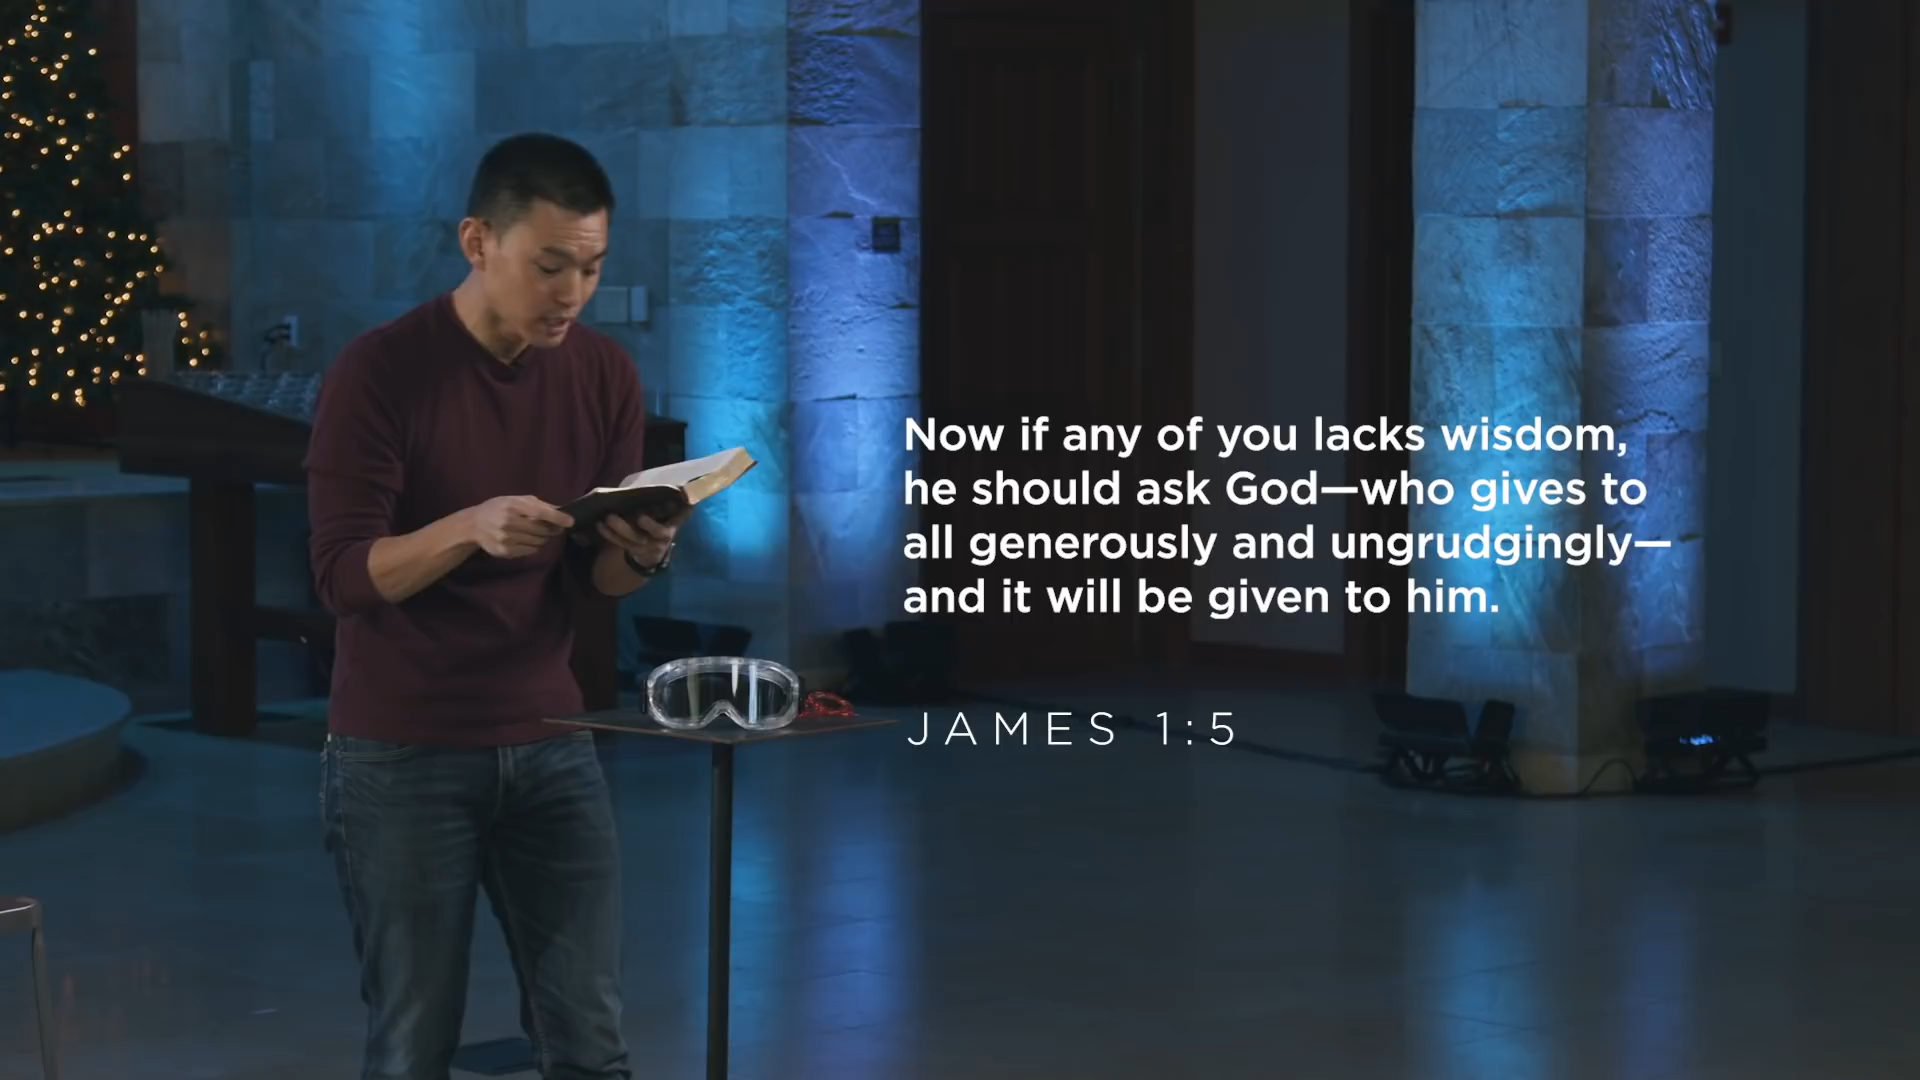 Now if any of you lacks wisdom,
he should ask God—who gives to
all generously and ungrudgingly—
and it will be given to him.
JAMES 1:5